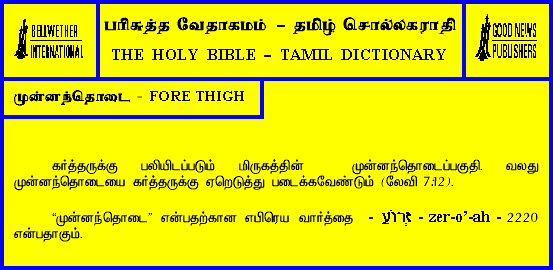 BELLWETHER
INTERNATIONAL
பரிசுத்த வேதாகமம் – தமிழ் சொல்லகராதி
THE HOLY BIBLE – TAMIL DICTIONARY
GOOD NEWS
PUBLISHERS
முன்னந்தொடை - FORE THIGH
கர்த்தருக்கு பலியிடப்படும் மிருகத்தின் முன்னந்தொடைப்பகுதி. வலது
முன்னந்தொடையை கர்த்தருக்கு ஏறெடுத்து படைக்கவேண்டும் (லேவி 7:12).
“முன்னந்தொடை” என்பதற்கான எபிரெய வார்த்தை - זְרוֹעַ - zer-o’-ah - 2220
என்பதாகும்.